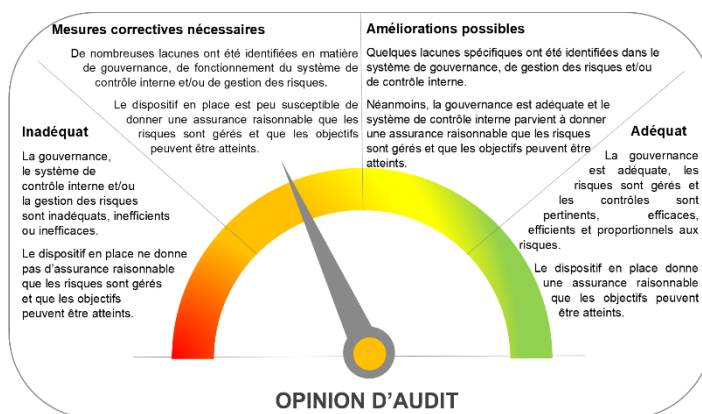 Mesures correctives nécessaires
De nombreuses lacunes ont été identifiées en matière
de gouvernance, de fonctionnement du système de
contrôle interne et/ou de gestion des risques.
Le dispositif en place est peu susceptible de
donner une assurance raisonnable que les
risques sont gérés et que les objectifs
peuvent être atteints.
Améliorations possibles
Quelques lacunes spécifiques ont été identifiées dans le
système de gouvernance, de gestion des risques et/ou
de contrôle interne.
Néanmoins, la gouvernance est adéquate et le
système de contrôle interne parvient à donner
une assurance raisonnable que les risques
sont gérés et que les objectifs peuvent être
atteints.
Inadéquat
La gouvernance,
le système de
contrôle interne et/ou
la gestion des risques
sont inadéquats, inefficients
ou inefficaces.
Le dispositif en place ne donne
pas d'assurance raisonnable
que les risques sont gérés
et que les objectifs
peuvent être atteints.
Adéquat
La gouvernance
est adéquate, les
risques sont gérés et
les contrôles sont
pertinents, efficaces,
efficients et proportionnels aux
risques.
Le dispositif en place donne
une assurance raisonnable
que les objectifs peuvent
être atteints.
OPINION D'AUDIT